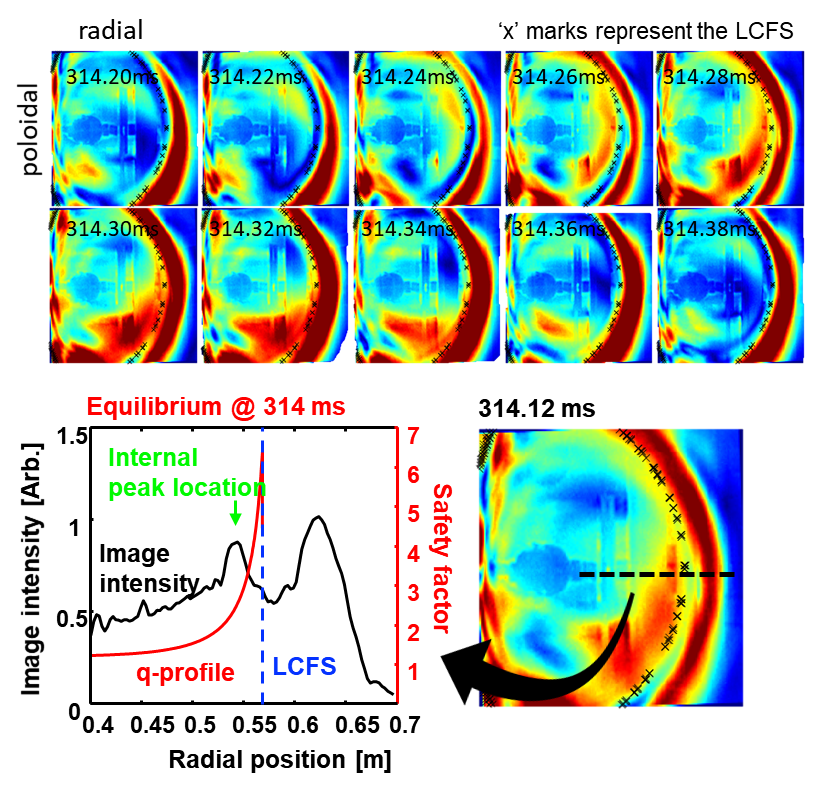 radial
‘x’ marks represent the LCFS
poloidal
314.20ms
314.22ms
314.24ms
314.26ms
314.28ms
314.30ms
314.32ms
314.34ms
314.36ms
314.38ms
Equilibrium @ 314 ms
314.12 ms
Image intensity [Arb.]
1.5
1
0.5
0
Internal
peak location
Image
intensity
q-profile
LCFS
7
6
5
4
3
2
1
Safety factor
0.4 0.45 0.5 0.55 0.6 0.65 0.7
Radial position [m]